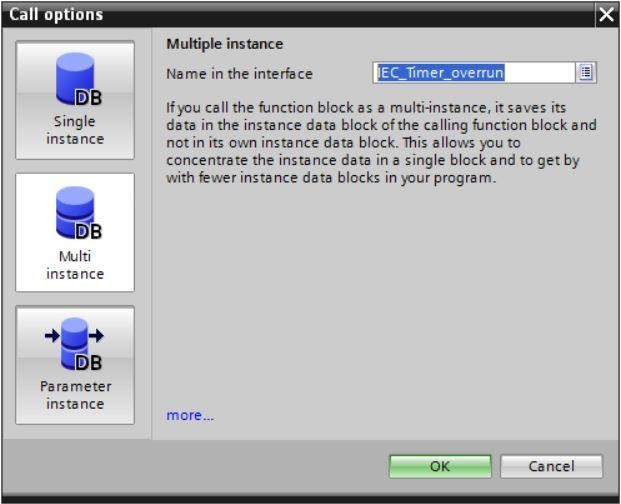 Call options
DB
Single
instance
DB
Multi
instance
DB
Parameter
instance
Multiple instance
Name in the interface IEC_Timer_overrun
If you call the function block as a multi-instance, it saves its
data in the instance data block of the calling function block and
not in its own instance data block. This allows you to
concentrate the instance data in a single block and to get by
with fewer instance data blocks in your program.
more...
OK Cancel